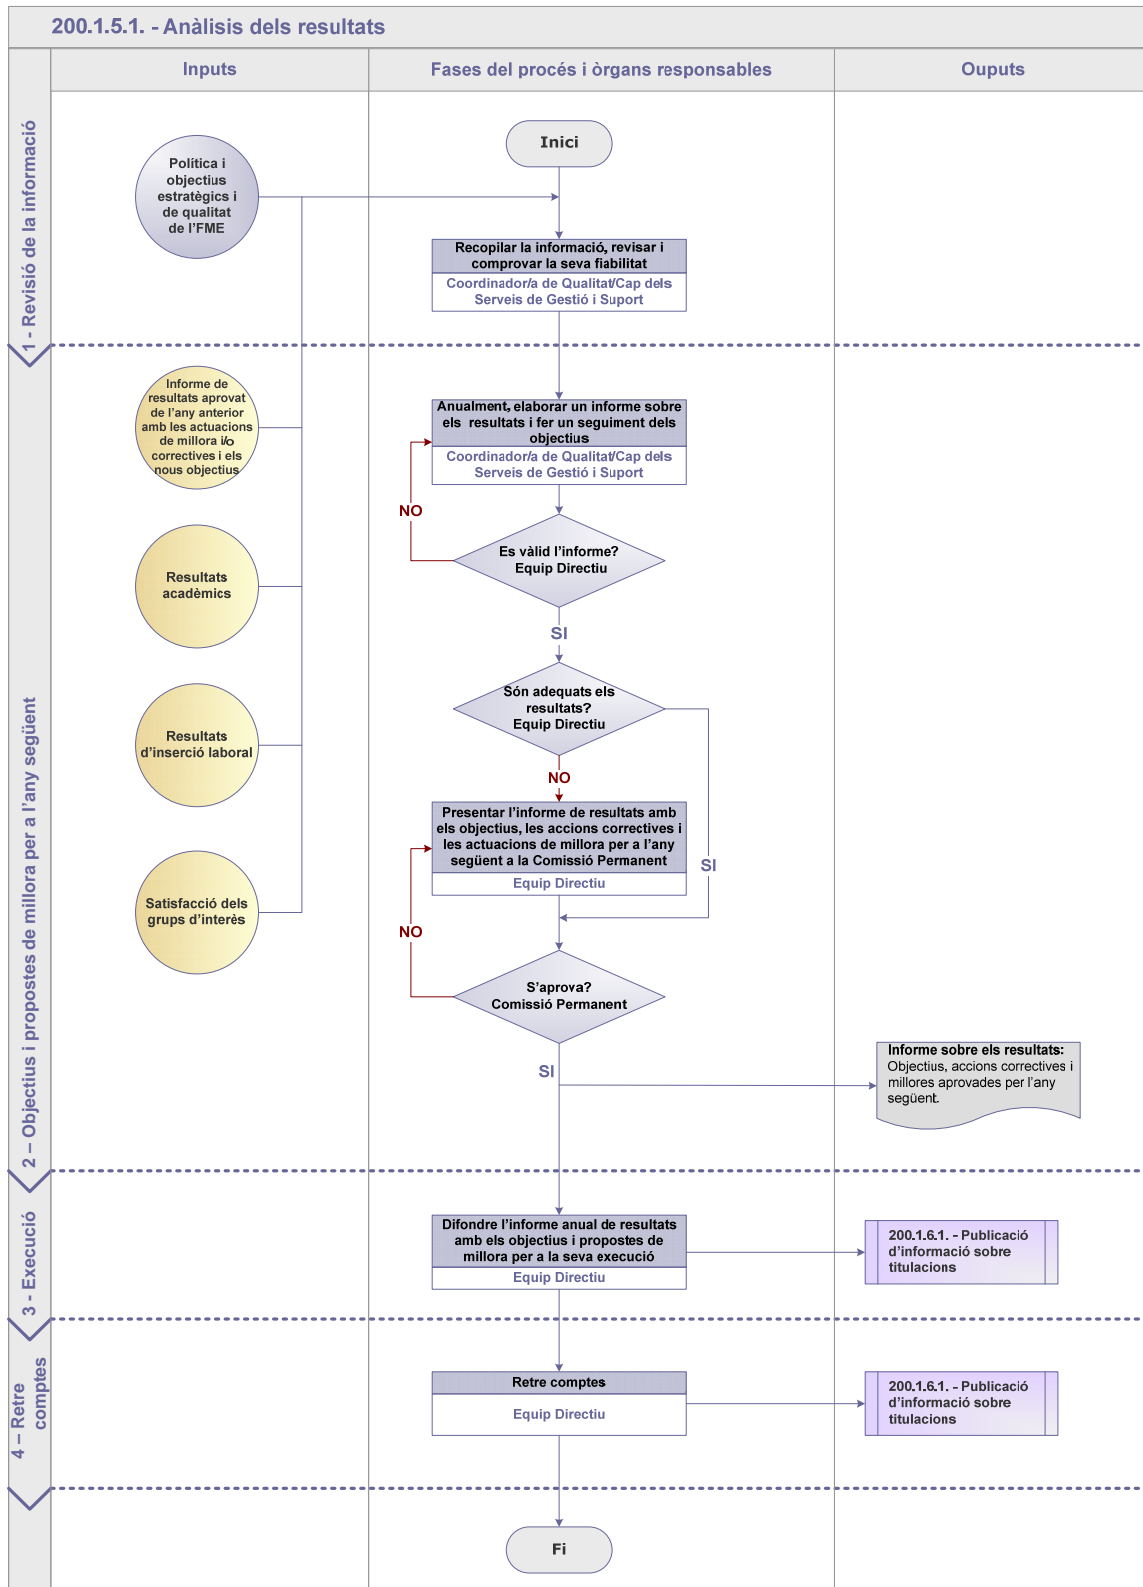 200.1.5.1. - Anàlisis dels resultats
Inputs
Fases del procés i òrgans responsables
Ouputs
1 - Revisió de la informació
Inici
Política i
objectius
estratègics i
de qualitat
de l'FME
Recopilar la informació, revisar i
comprovar la seva fiabilitat
Coordinador/a de Qualitat/Cap dels
Serveis de Gestió i Suport
2 – Objectius i propostes de millora per a l'any següent
Informe de
resultats aprovat
de l'any anterior
amb les actuacions
de millora i/o
correctives i els
nous objectius
Anualment, elaborar un informe sobre
els resultats i fer un seguiment dels
objectius
Coordinador/a de Qualitat/Cap dels
Serveis de Gestió i Suport
NO
Es vàlid l'informe?
Equip Directiu
Resultats
acadèmics
SI
Són adequats els
resultats?
Equip Directiu
Resultats
d'inserció laboral
NO
Presentar l'informe de resultats amb
els objectius, les accions correctives i
les actuacions de millora per a l'any
següent a la Comissió Permanent
Equip Directiu
SI
Satisfacció dels
grups d'interès
NO
S'aprova?
Comissió Permanent
SI
Informe sobre els resultats:
Objectius, accions correctives i
millores aprovades per l'any
següent.
3 - Execució
Difondre l'informe anual de resultats
amb els objectius i propostes de
millora per a la seva execució
Equip Directiu
200.1.6.1. - Publicació
d'informació sobre
titulacions
4 – Retre
comptes
Retre comptes
Equip Directiu
200.1.6.1. - Publicació
d'informació sobre
titulacions
Fi